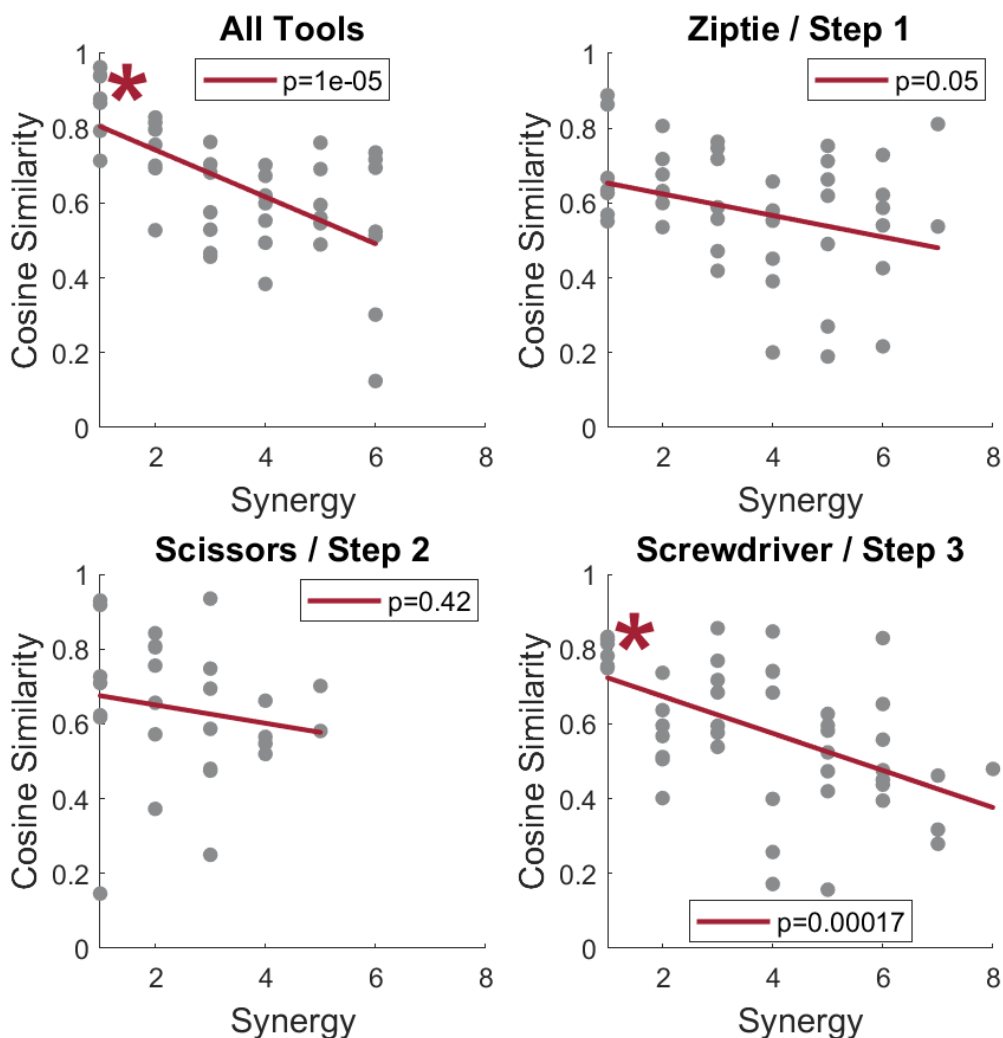 All Tools
1
0.8
0.6
0.4
0.2
0
Cosine Similarity
*
p=1e-05
2
4
6
8
Synergy
Ziptie / Step 1
1
0.8
0.6
0.4
0.2
0
Cosine Similarity
p=0.05
2
4
6
8
Synergy
Scissors / Step 2
1
0.8
0.6
0.4
0.2
0
Cosine Similarity
p=0.42
2
4
6
8
Synergy
Screwdriver / Step 3
1
0.8
0.6
0.4
0.2
0
Cosine Similarity
*
p=0.00017
2
4
6
8
Synergy